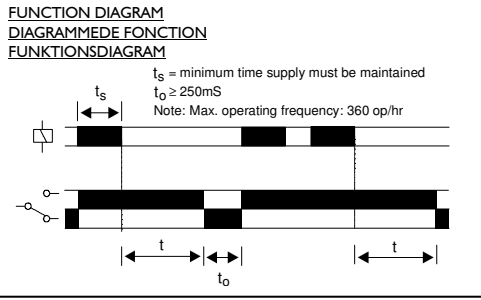 FUNCTION DIAGRAM
DIAGRAMMEDE FONCTION
FUNKTIONSDIAGRAM
ts = minimum time supply must be maintained
to ≥ 250mS
Note: Max. operating frequency: 360 op/hr
ts
t
t
to